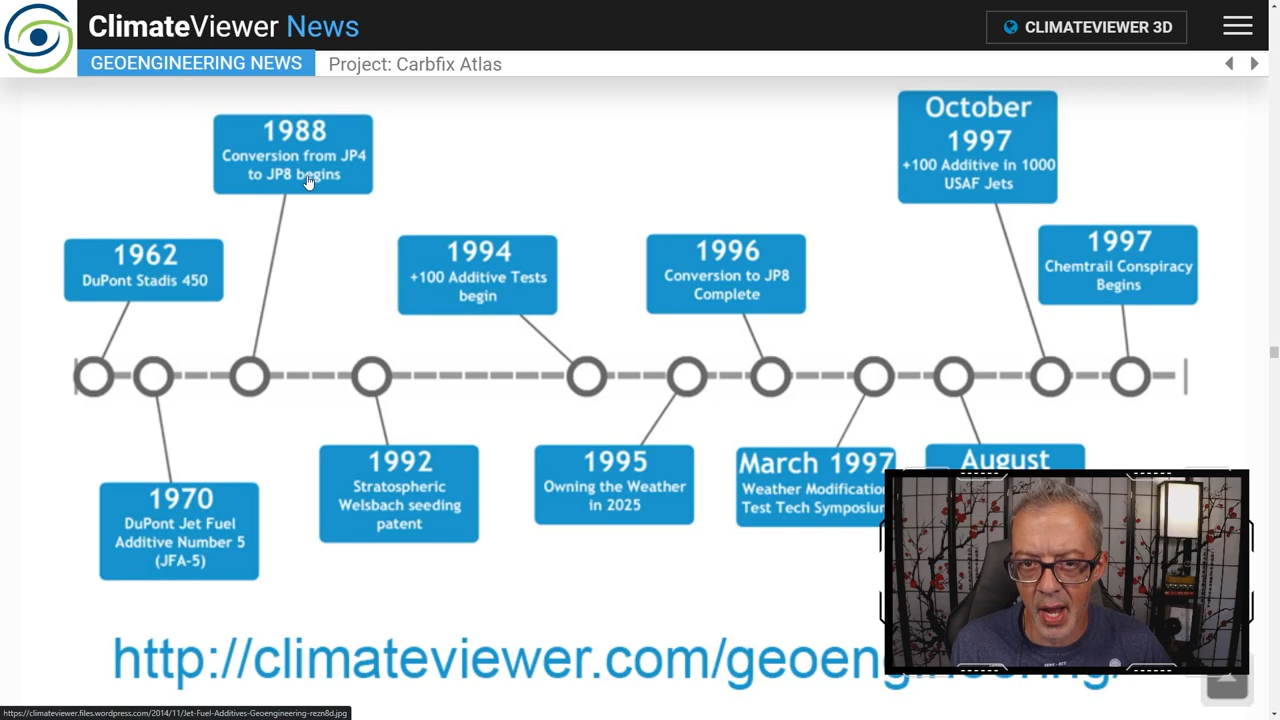 ClimateViewer News
CLIMATEVIEWER 3D
GEOENGINEERING NEWS
Project: Carbfix Atlas
1988
Conversion from JP4
to JP8 begins
October
1997
+100 Additive in 1000
USAF Jets
1962
DuPont Stadis 450
1994
+100 Additive Tests
begin
1996
Conversion to JP8
Complete
1997
Chemtrail Conspiracy
Begins
1970
DuPont Jet Fuel
Additive Number 5
(JFA-5)
1992
Stratospheric
Welsbach seeding
patent
1995
Owning the Weather
in 2025
March 1997
Weather Modification
Test Tech Symposium
August
http://climateviewer.com/geoengineering/
https://climateviewer.files.wordpress.com/2014/11/Jet-Fuel-Additives-Geoengineering-rezn8d.jpg